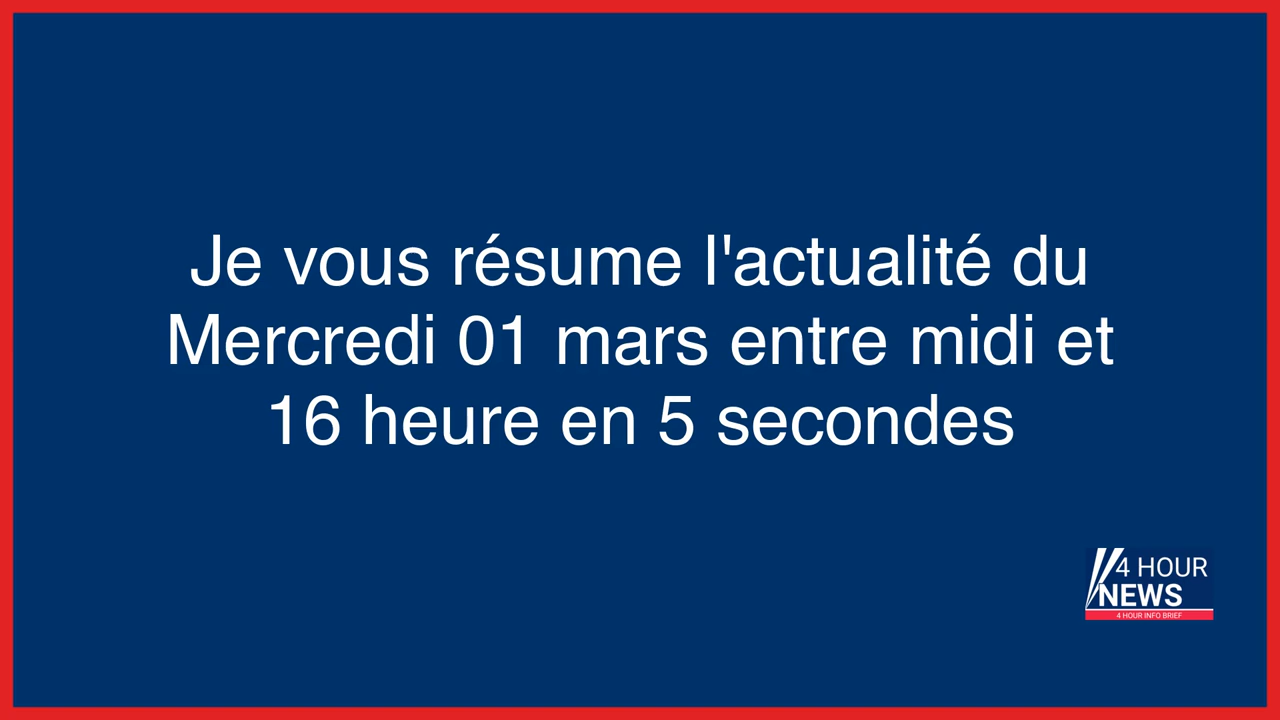 Je vous résume l'actualité du
Mercredi 01 mars entre midi et
16 heure en 5 secondes
4 HOUR
NEWS
4 HOUR INFO BRIEF